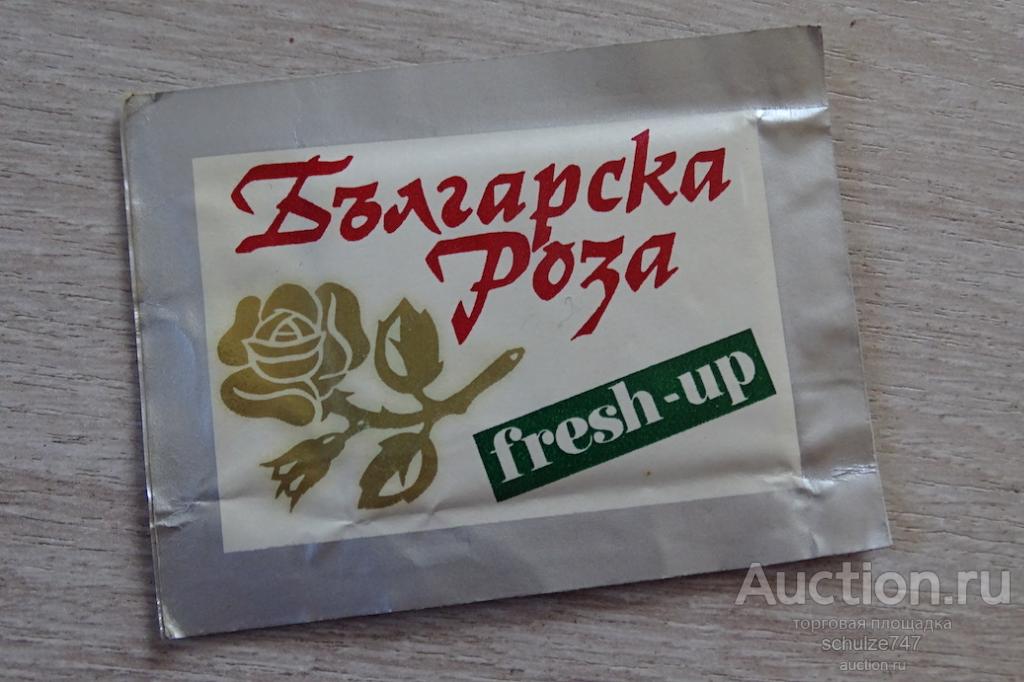 Българска
Роза
fresh-up
Auction.ru
торговая площадка
schulze747
auction.ru